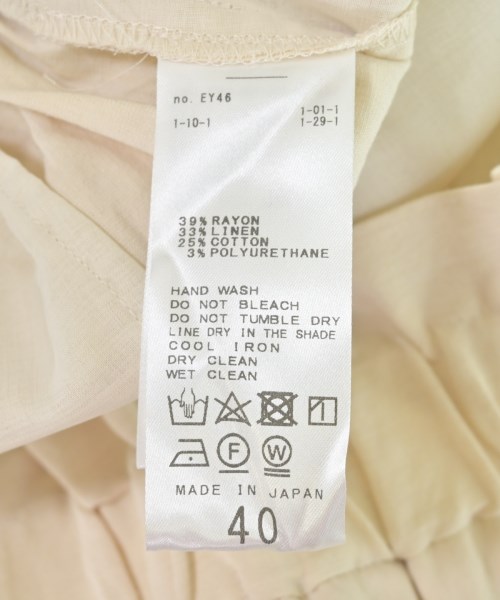 no. EY46
1-01-1
1-10-1 1-29-1
39% RAYON
33% LINEN
25% COTTON
3% POLYURETHANE
HAND WASH
DO NOT BLEACH
DO NOT TUMBLE DRY
LINE DRY IN THE SHADE
COOL IRON
DRY CLEAN
WET CLEAN
F W
MADE IN JAPAN
40